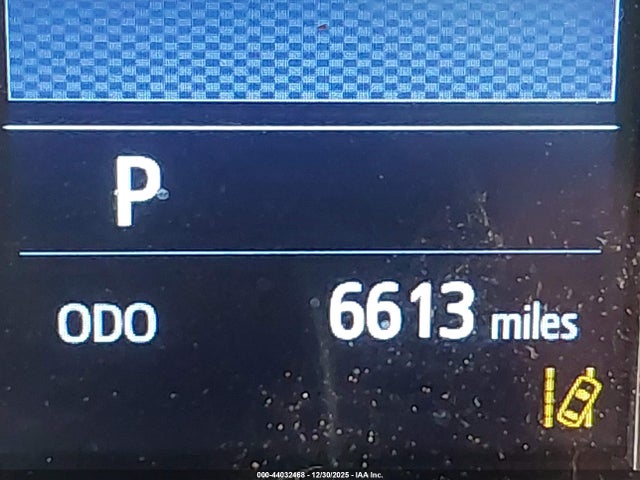 P
ODO 6613 miles
000-44032468 - 12/30/2025 - IAA Inc.